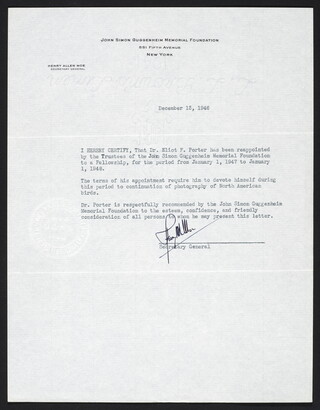 JOHN SIMON GUGGENHEIM MEMORIAL FOUNDATION
551 FIFTH AVENUE
NEW YORK
HENRY ALLEN MOE
SECRETARY GENERAL
December 15, 1946
I HEREBY CERTIFY, That Dr. Eliot F. Porter has been reappointed
by the Trustees of the John Simon Guggenheim Memorial Foundation
to a Fellowship, for the period from January 1, 1947 to January
1, 1948.
The terms of his appointment require him to devote himself during
this period to continuation of photography of North American
birds.
Dr. Porter is respectfully recommended by the John Simon Guggenheim
Memorial Foundation to the esteem, confidence, and friendly
consideration of all persons to whom he may present this letter.
Secretary General